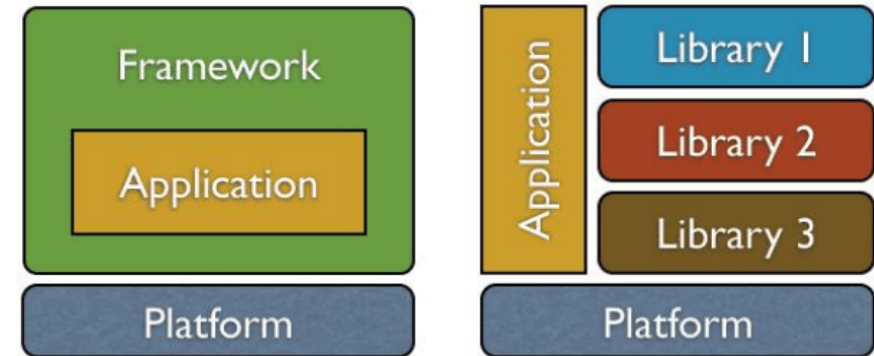 Framework
Application
Platform
Application
Library 1
Library 2
Library 3
Platform